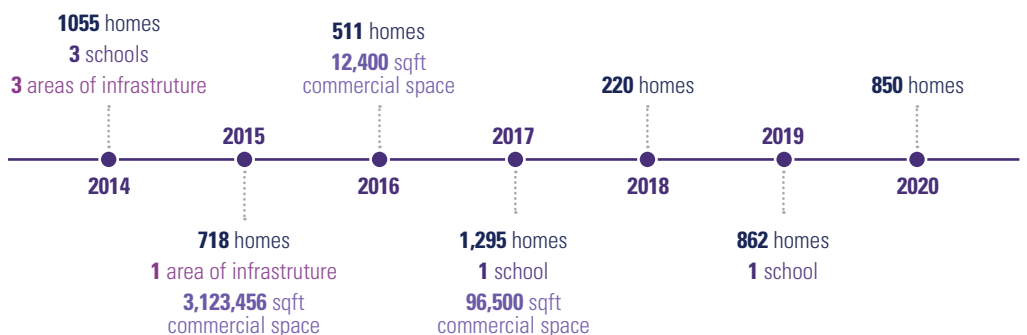 1055 homes
3 schools
3 areas of infrastruture
2014
2015
718 homes
1 area of infrastruture
3,123,456 sqft
commercial space
511 homes
12,400 sqft
commercial space
2016
2017
1,295 homes
1 school
96,500 sqft
commercial space
220 homes
2018
2019
862 homes
1 school
850 homes
2020